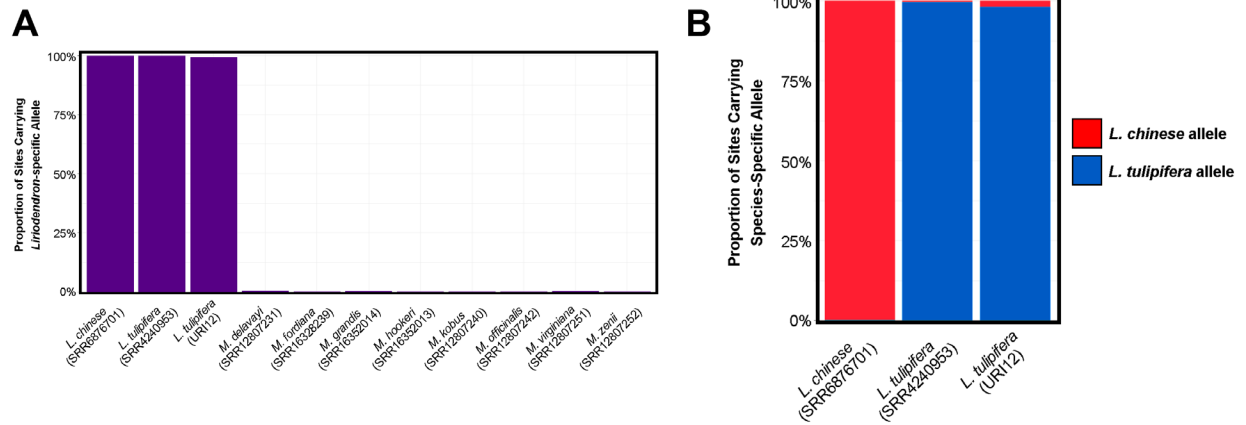 A
Proportion of Sites Carrying
Liriodendron-specific Allele
100%
75%
50%
25%
0%
L. chinese
(SRR6876701)
L. tulipifera
(SRR4240953)
L. tulipifera
(URI12)
M. delavayi
(SRR12807231)
M. fordiana
(SRR16328239)
M. grandis
(SRR16352014)
M. hookeri
(SRR16352013)
M. kobus
(SRR12807240)
M. officinalis
(SRR12807242)
M. virginiana
(SRR12807251)
M. zenii
(SRR12807252)
B
Proportion of Sites Carrying
Species-Specific Allele
100%
75%
50%
25%
0%
L. chinese
(SRR6876701)
L. tulipifera
(SRR4240953)
L. tulipifera
(URI12)
L. chinese allele
L. tulipifera allele